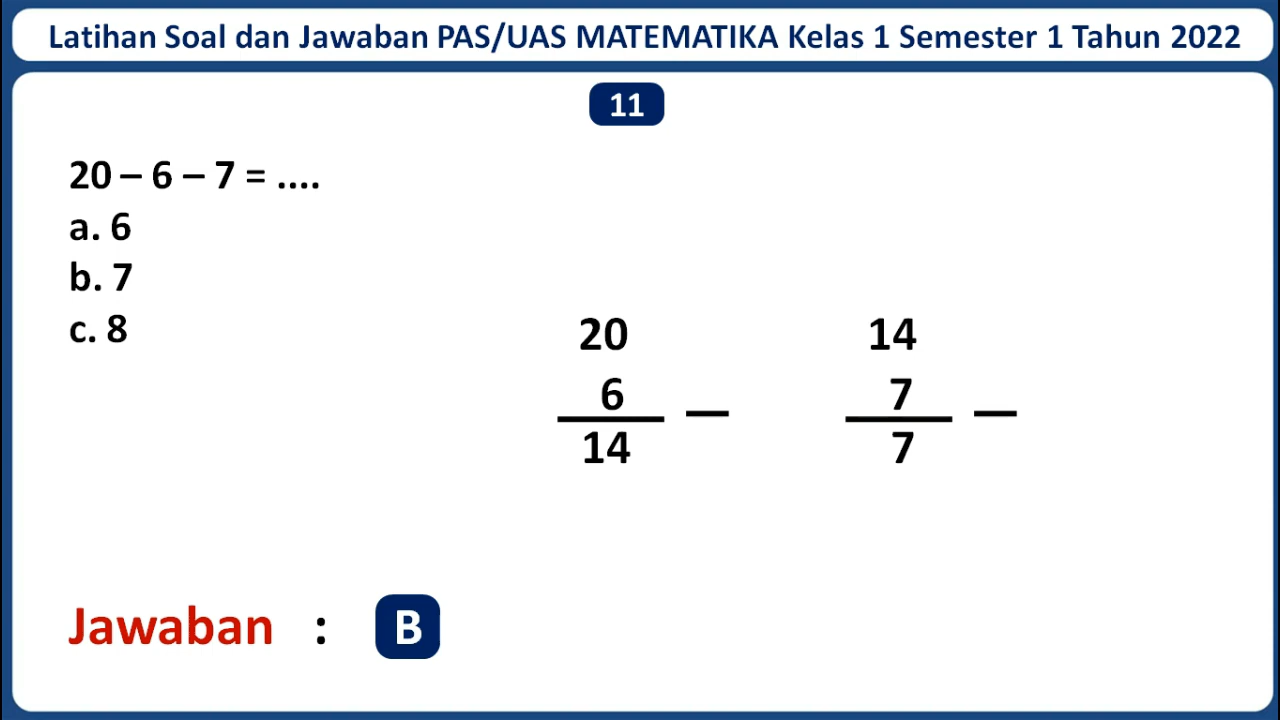 Latihan Soal dan Jawaban PAS/UAS MATEMATIKA Kelas 1 Semester 1 Tahun 2022
11
20 – 6 – 7 = ....
a. 6
b. 7
c. 8
20 14
6 — 7 —
14 7
Jawaban : B